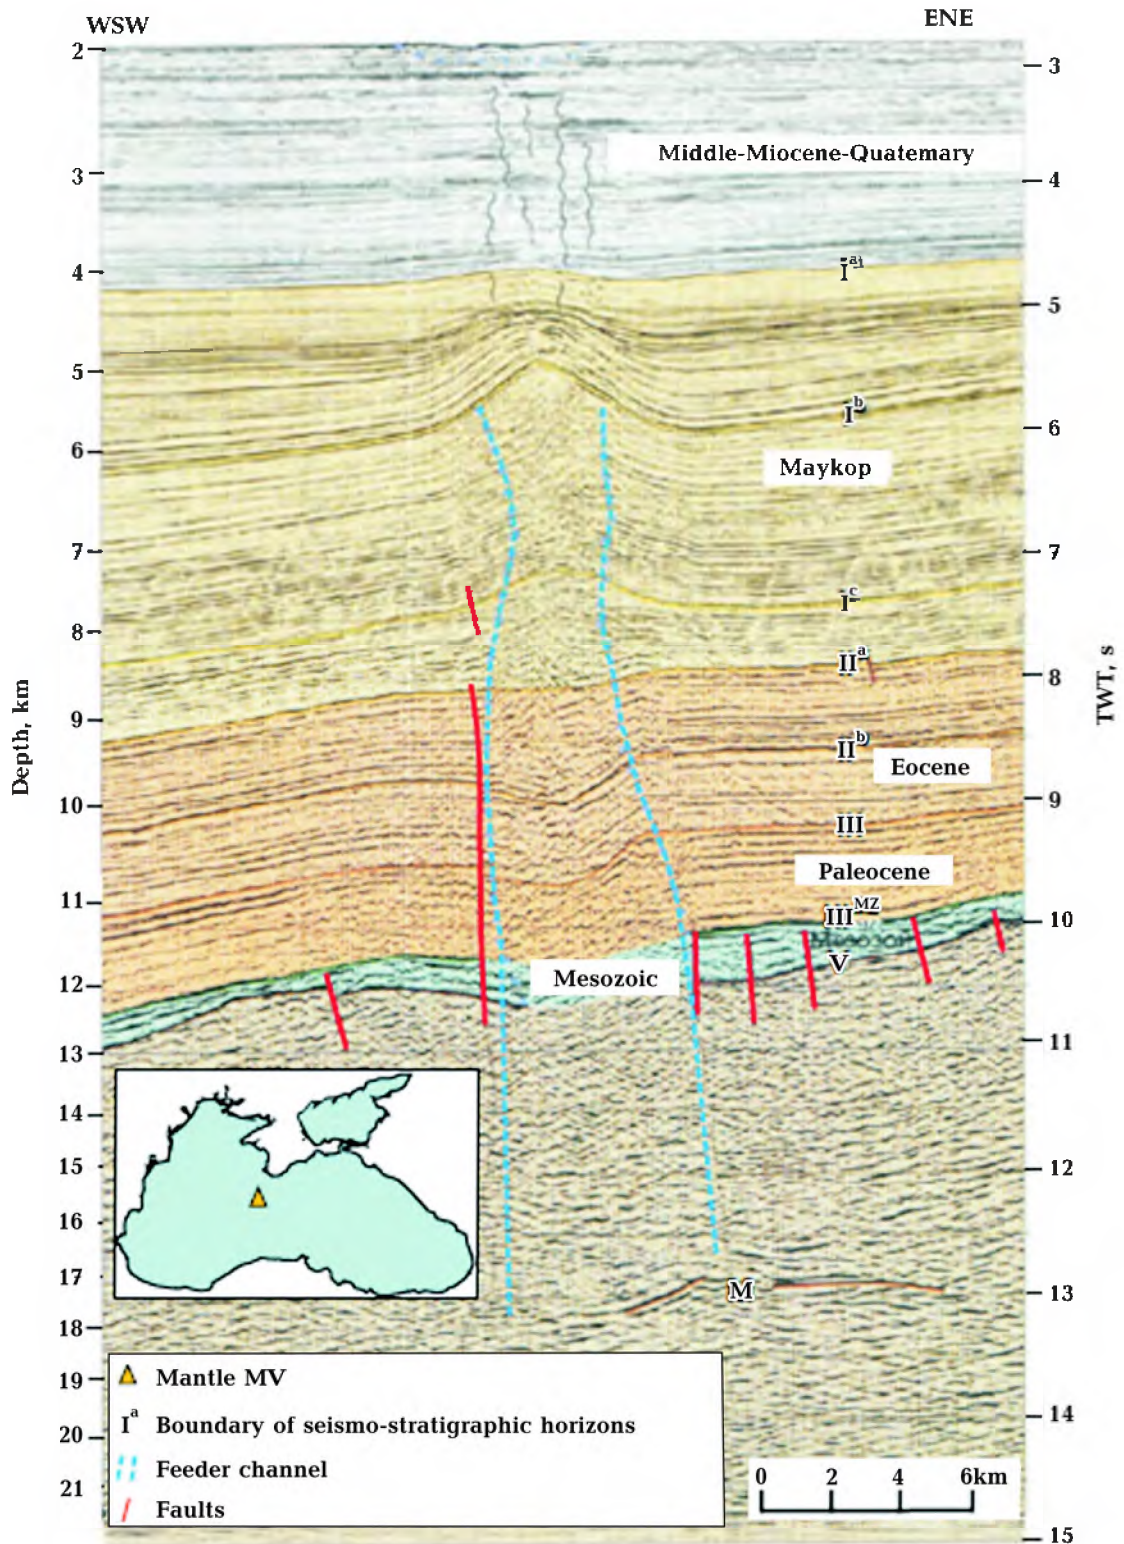 WSW
ENE
2
3
Middle-Miocene-Quatemary
3
4
4
I a1
5
5
I b
6
6
Maykop
7
7
I c
8
II a
8
TWT, s
Depth, km
9
II b
Eocene
10
9
III
Paleocene
11
III MZ
10
V
12
Mesozoic
13
11
14
15
12
16
17
M
13
18
19
20
14
21
15
Mantle MV
I a Boundary of seismo-stratigraphic horizons
Feeder channel
Faults
0 2 4 6km